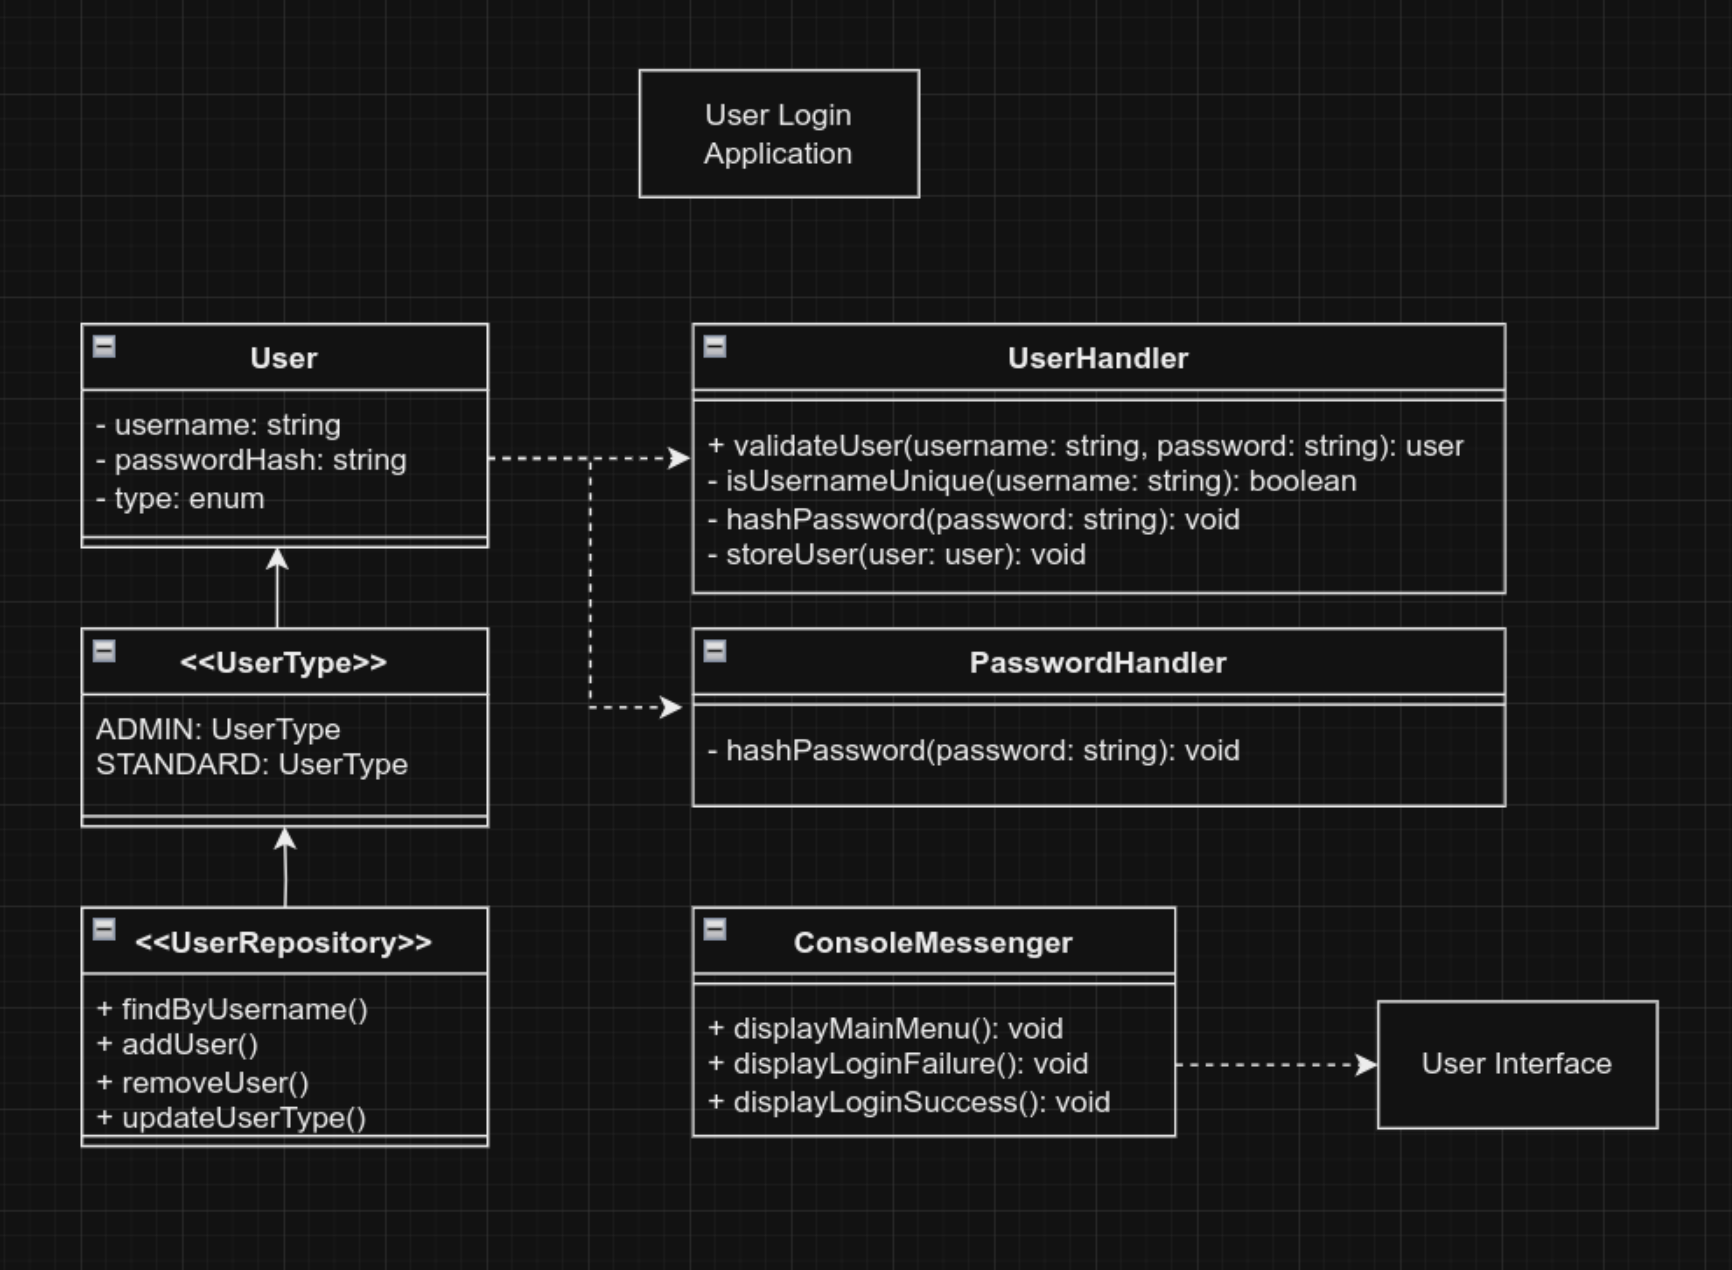 User Login
Application
User
- username: string
- passwordHash: string
- type: enum
UserHandler
+ validateUser(username: string, password: string): user
- isUsernameUnique(username: string): boolean
- hashPassword(password: string): void
- storeUser(user: user): void
<<UserType>>
ADMIN: UserType
STANDARD: UserType
PasswordHandler
- hashPassword(password: string): void
<<UserRepository>>
+ findByUsername()
+ addUser()
+ removeUser()
+ updateUserType()
ConsoleMessenger
+ displayMainMenu(): void
+ displayLoginFailure(): void
+ displayLoginSuccess(): void
User Interface